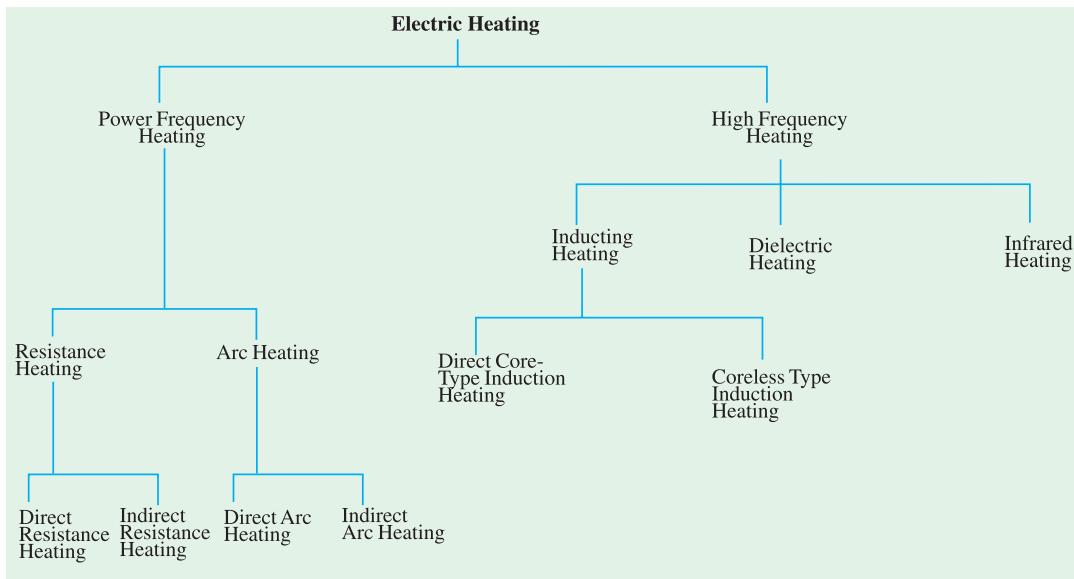 Electric Heating
Power Frequency
Heating
High Frequency
Heating
Inducting
Heating
Dielectric
Heating
Infrared
Heating
Resistance
Heating
Arc Heating
Direct Core-
Type Induction
Heating
Coreless Type
Induction
Heating
Direct
Resistance
Heating
Indirect
Resistance
Heating
Direct Arc
Heating
Indirect
Arc Heating